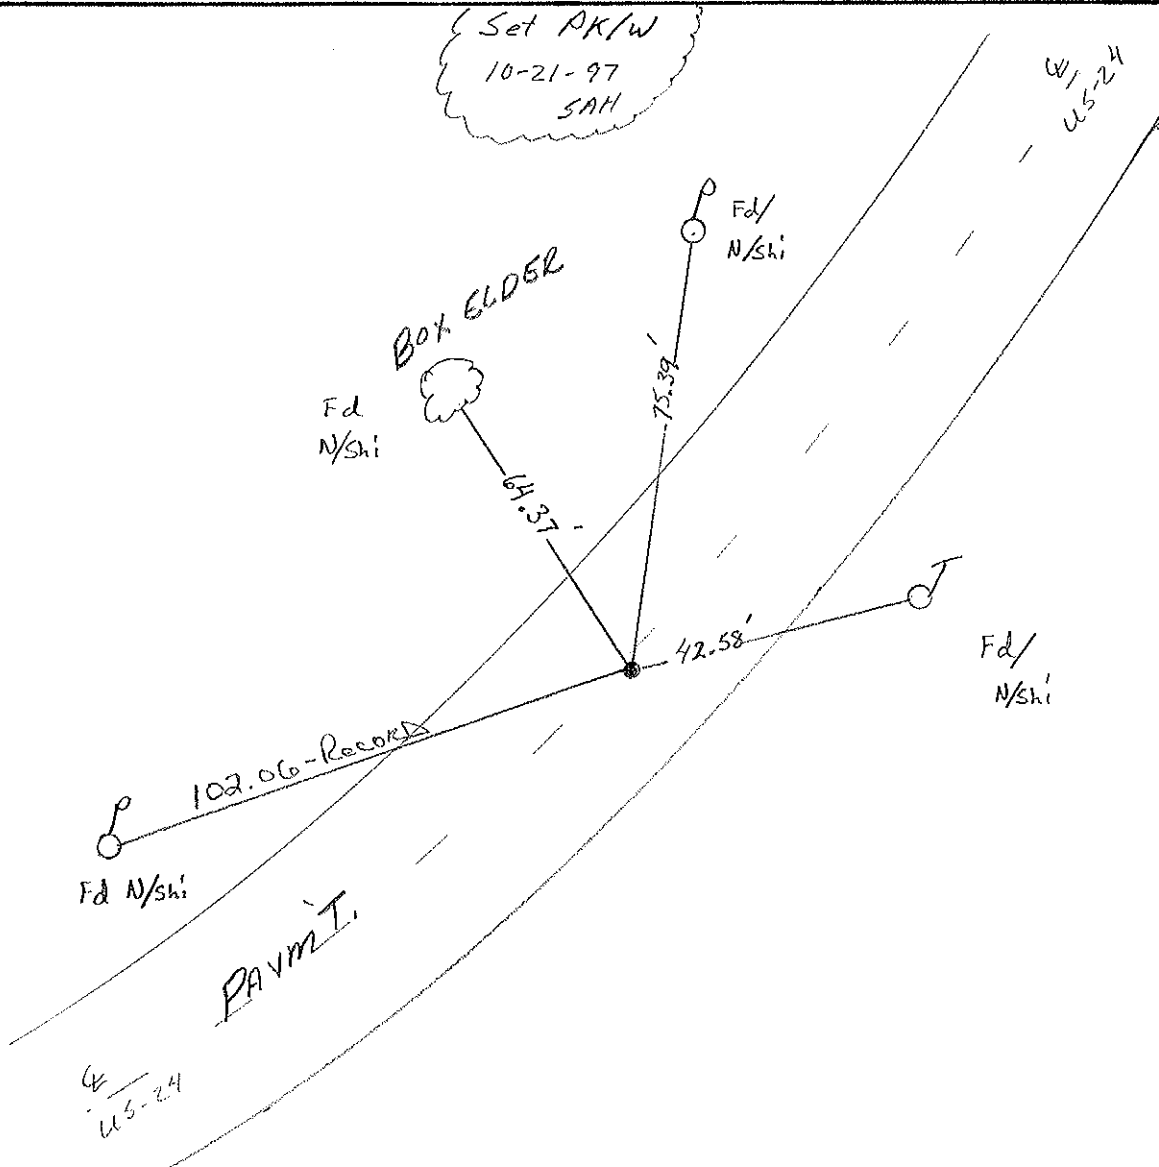 Set PK/W
10-21-97
SAH
US-24
Fd/
N/Shi
BOX ELDER
Fd
N/Shi
75.39'
64.37'
42.58'
Fd/
N/Shi
102.06-RECORD
Fd N/Shi
PAVM'T.
US-24